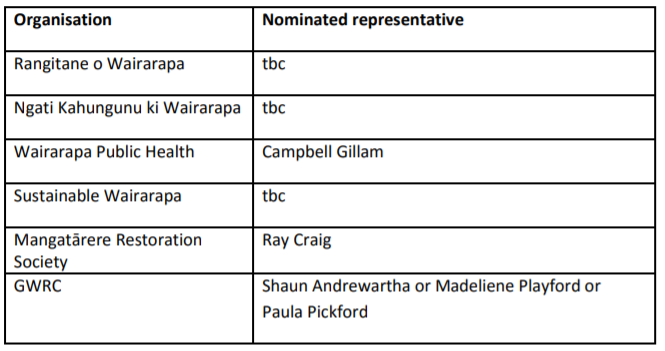 Organisation Nominated representative
Rangitane o Wairarapa tbc
Ngati Kahungunu ki Wairarapa tbc
Wairarapa Public Health Campbell Gillam
Sustainable Wairarapa tbc
Mangatārere Restoration Ray Craig
Society
GWRC Shaun Andrewartha or Madeliene Playford or
Paula Pickford